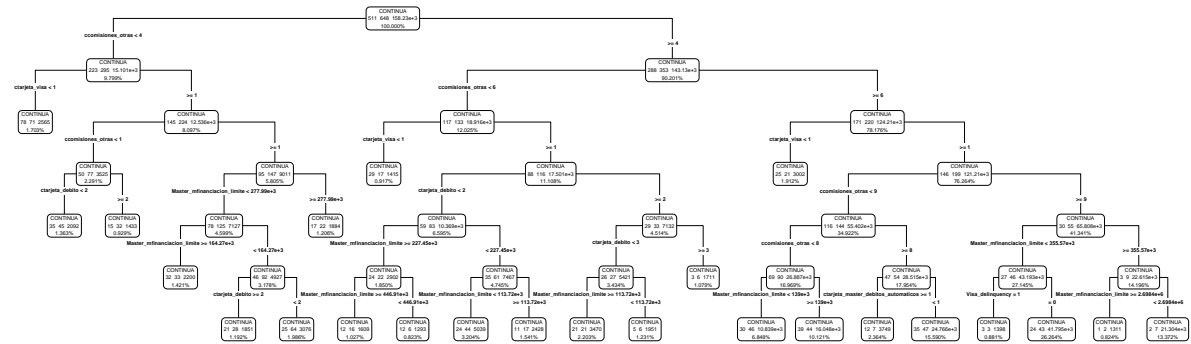 CONTINUA
511 648 158.23e+3
100.000%
ccomisiones_otras < 4
>= 4
CONTINUA
223 295 15.101e+3
9.799%
CONTINUA
288 353 143.13e+3
90.201%
ctarjeta_visa < 1
>= 1
ccomisiones_otras < 6
>= 6
CONTINUA
78 71 2565
1.703%
CONTINUA
145 224 12.536e+3
8.097%
CONTINUA
117 133 18.916e+3
12.025%
CONTINUA
171 220 124.21e+3
78.176%
ccomisiones_otras < 1
>= 1
ctarjeta_visa < 1
>= 1
ctarjeta_visa < 1
>= 1
CONTINUA
50 77 3525
2.291%
CONTINUA
95 147 9011
5.805%
CONTINUA
29 17 1415
0.917%
CONTINUA
88 116 17.501e+3
11.108%
CONTINUA
25 21 3002
1.912%
CONTINUA
146 199 121.21e+3
76.264%
ctarjeta_debito < 2
>= 2
Master_mfinanciacion_limite < 277.99e+3
>= 277.99e+3
ctarjeta_debito < 2
>= 2
ccomisiones_otras < 9
>= 9
CONTINUA
35 45 2092
1.363%
CONTINUA
15 32 1433
0.929%
CONTINUA
78 125 7127
4.599%
CONTINUA
17 22 1884
1.206%
CONTINUA
59 83 10.369e+3
6.595%
CONTINUA
29 33 7132
4.514%
CONTINUA
116 144 55.402e+3
34.922%
CONTINUA
30 55 65.808e+3
41.341%
Master_mfinanciacion_limite >= 164.27e+3
< 164.27e+3
Master_mfinanciacion_limite >= 227.45e+3
< 227.45e+3
ctarjeta_debito < 3
>= 3
ccomisiones_otras < 8
>= 8
Master_mfinanciacion_limite < 355.57e+3
>= 355.57e+3
CONTINUA
32 33 2200
1.421%
CONTINUA
46 92 4927
3.178%
CONTINUA
24 22 2902
1.850%
CONTINUA
35 61 7467
4.745%
CONTINUA
26 27 5421
3.434%
CONTINUA
3 6 1711
1.079%
CONTINUA
69 90 26.887e+3
16.969%
CONTINUA
47 54 28.515e+3
17.954%
CONTINUA
27 46 43.193e+3
27.145%
CONTINUA
3 9 22.615e+3
14.196%
ctarjeta_debito >= 2
< 2
Master_mfinanciacion_limite >= 446.91e+3
< 446.91e+3
Master_mfinanciacion_limite < 113.72e+3
>= 113.72e+3
Master_mfinanciacion_limite >= 113.72e+3
< 113.72e+3
Master_mfinanciacion_limite < 139e+3
>= 139e+3
ctarjeta_master_debitos_automaticos >= 1
< 1
Visa_delinquency = 1
= 0
Master_mfinanciacion_limite >= 2.6984e+6
< 2.6984e+6
CONTINUA
21 28 1851
1.192%
CONTINUA
25 64 3076
1.986%
CONTINUA
12 16 1609
1.027%
CONTINUA
12 6 1293
0.823%
CONTINUA
24 44 5039
3.204%
CONTINUA
11 17 2428
1.541%
CONTINUA
21 21 3470
2.203%
CONTINUA
5 6 1951
1.231%
CONTINUA
30 46 10.839e+3
6.848%
CONTINUA
39 44 16.048e+3
10.121%
CONTINUA
12 7 3749
2.364%
CONTINUA
35 47 24.766e+3
15.590%
CONTINUA
3 3 1398
0.881%
CONTINUA
24 43 41.795e+3
26.264%
CONTINUA
1 2 1311
0.824%
CONTINUA
2 7 21.304e+3
13.372%